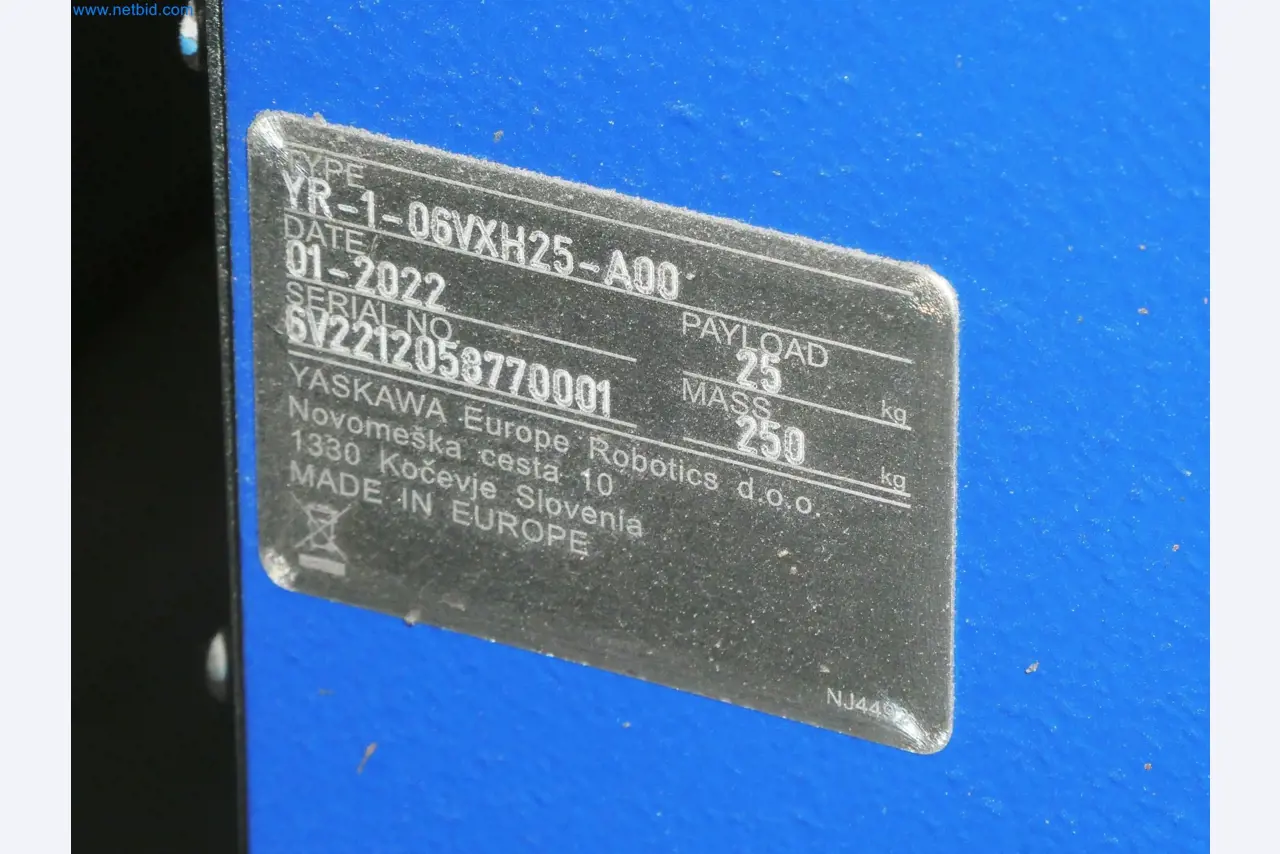 www.netbid.com
TYPE
YR-1-06VXH25-A00
DATE
01-2022
SERIAL NO.
6V2212058770001
PAYLOAD
25 kg
MASS
250 kg
YASKAWA Europe Robotics d.o.o.
Novomeška cesta 10
1330 Kočevje Slovenia
MADE IN EUROPE